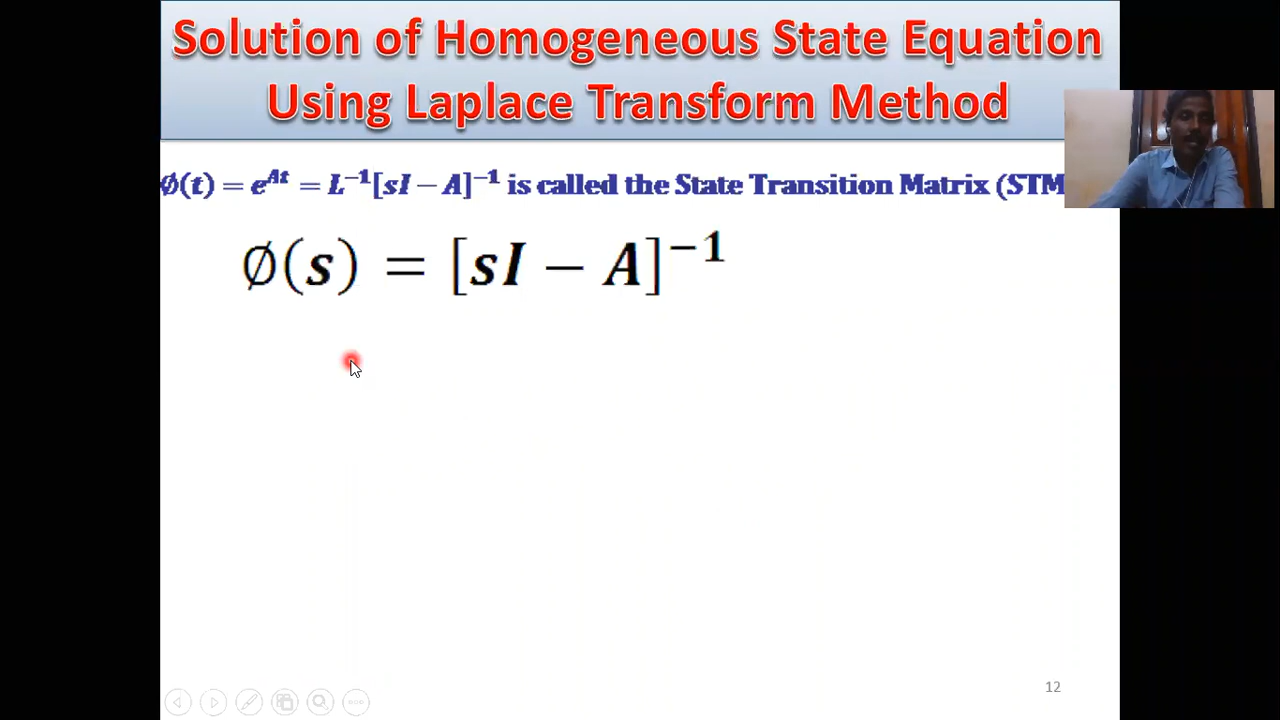 Solution of Homogeneous State Equation
Using Laplace Transform Method
Ø(t) = e^{At} = L^{-1}[sI − A]^{-1} is called the State Transition Matrix (STM
Ø(s) = [sI − A]^{-1}
12